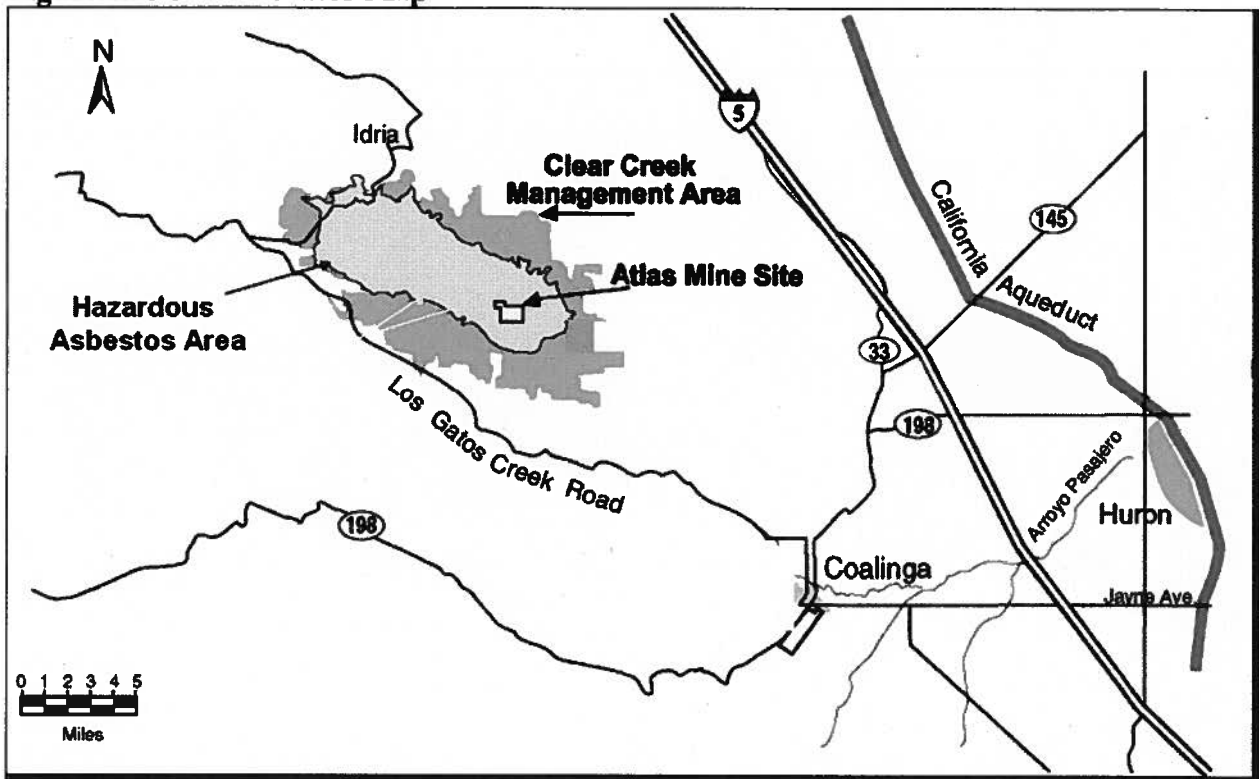 N
Idria
Clear Creek
Management Area
Hazardous
Asbestos Area
Atlas Mine Site
Los Gatos Creek Road
5
California
Aqueduct
145
33
198
Arroyo Pasajero
Huron
198
Coalinga
Jayne Ave.
0 1 2 3 4 5
Miles